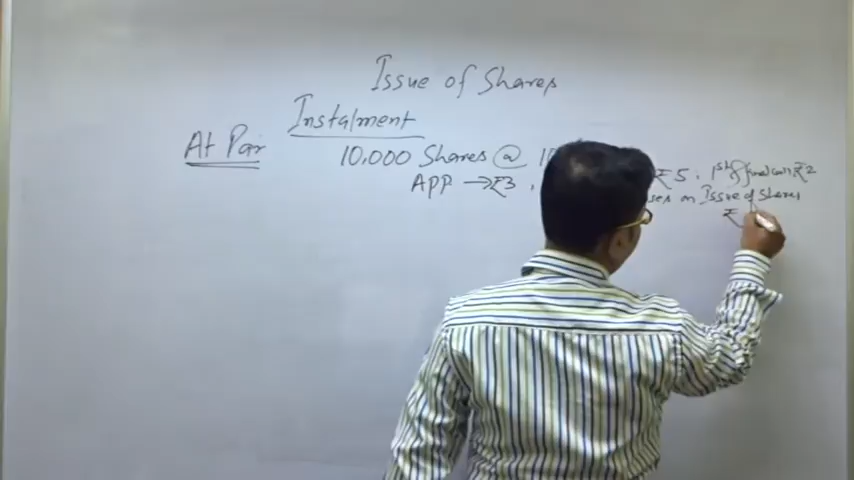 Issue of Shares
Instalment
At Par
10,000 Shares @
₹5, 1st & final call ₹2
APP → ₹3,
on Issue of Shares
₹